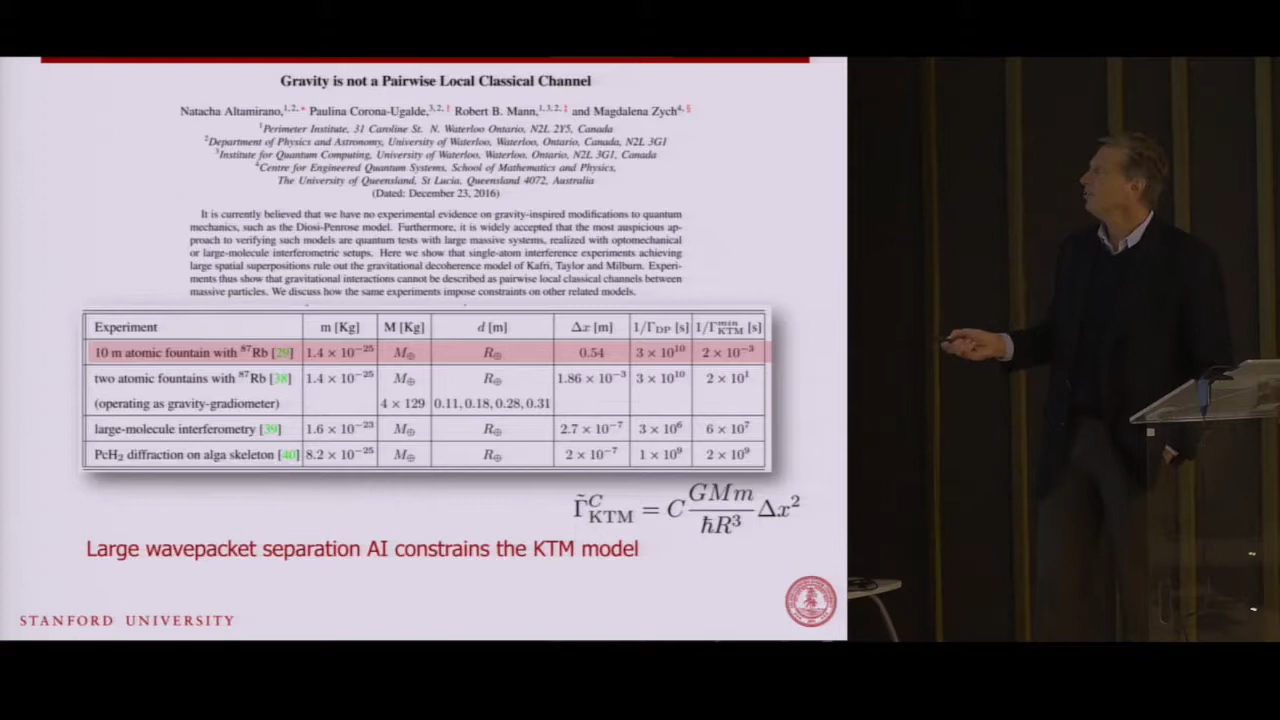 Gravity is not a Pairwise Local Classical Channel
Natacha Altamirano,1,2,* Paulina Corona-Ugalde,3,2,† Robert B. Mann,1,3,2,‡ and Magdalena Zych4,§
1Perimeter Institute, 31 Caroline St. N. Waterloo Ontario, N2L 2Y5, Canada
2Department of Physics and Astronomy, University of Waterloo, Waterloo, Ontario, Canada, N2L 3G1
3Institute for Quantum Computing, University of Waterloo, Waterloo, Ontario, N2L 3G1, Canada
4Centre for Engineered Quantum Systems, School of Mathematics and Physics,
The University of Queensland, St Lucia, Queensland 4072, Australia
(Dated: December 23, 2016)
It is currently believed that we have no experimental evidence on gravity-inspired modifications to quantum
mechanics, such as the Diosi-Penrose model. Furthermore, it is widely accepted that the most auspicious ap-
proach to verifying such models are quantum tests with large massive systems, realized with optomechanical
or large-molecule interferometric setups. Here we show that single-atom interference experiments achieving
large spatial superpositions rule out the gravitational decoherence model of Kafri, Taylor and Milburn. Experi-
ments thus show that gravitational interactions cannot be described as pairwise local classical channels between
massive particles. We discuss how the same experiments impose constraints on other related models.
Experiment m [Kg] M [Kg] d [m] Δx [m] 1/Γ_DP [s] 1/Γ^min_KTM [s]
10 m atomic fountain with 87Rb [29] 1.4 × 10−25 M⊕ R⊕ 0.54 3 × 10^10 2 × 10−3
two atomic fountains with 87Rb [38] 1.4 × 10−25 M⊕ R⊕ 1.86 × 10−3 3 × 10^10 2 × 10^1
(operating as gravity-gradiometer) 4 × 129 0.11, 0.18, 0.28, 0.31
large-molecule interferometry [39] 1.6 × 10−23 M⊕ R⊕ 2.7 × 10−7 3 × 10^6 6 × 10^7
PcH2 diffraction on alga skeleton [40] 8.2 × 10−25 M⊕ R⊕ 2 × 10−7 1 × 10^9 2 × 10^9
Γ̃^C_KTM = C GMm/ħR^3 Δx^2
Large wavepacket separation AI constrains the KTM model
STANFORD UNIVERSITY